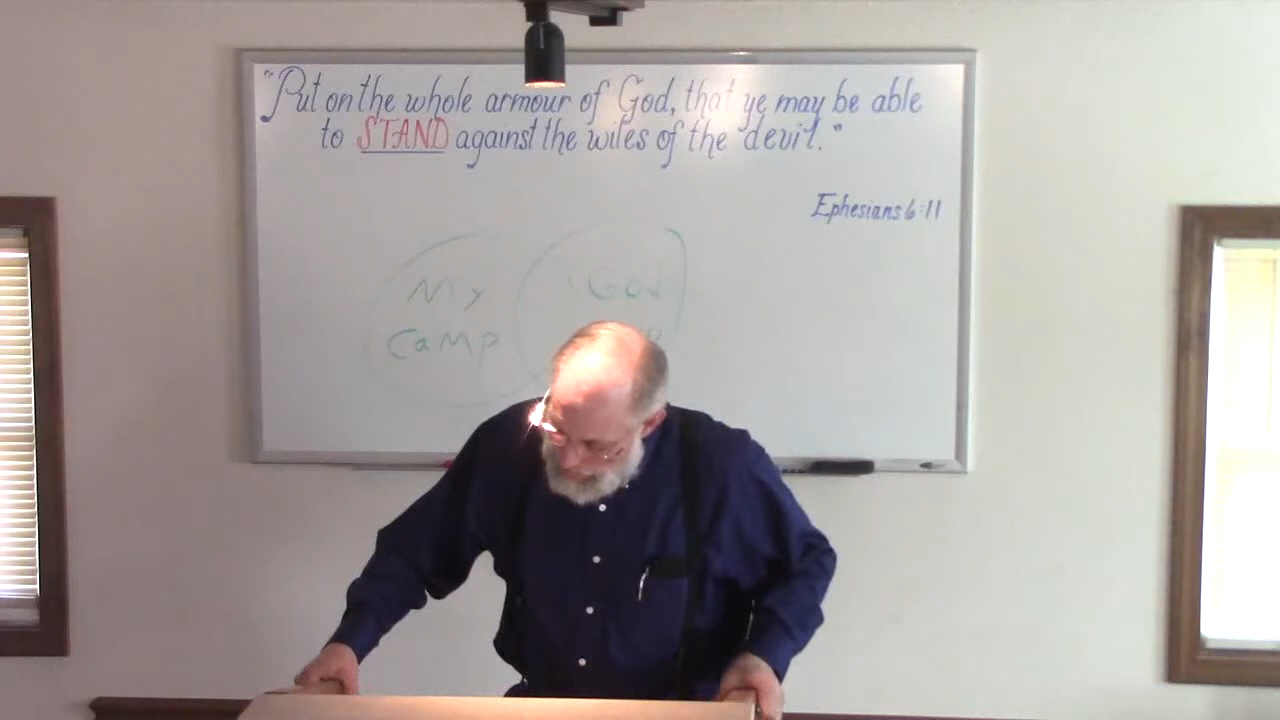 "Put on the whole armour of God, that ye may be able
to STAND against the wiles of the devil."
Ephesians 6:11
My
Camp